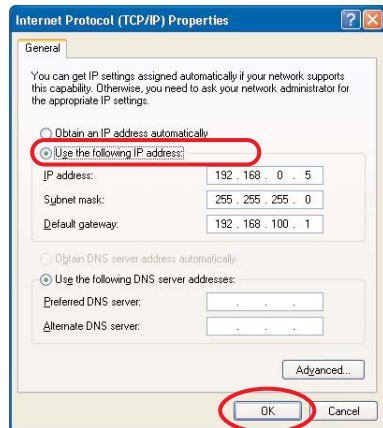 Internet Protocol (TCP/IP) Properties
General
You can get IP settings assigned automatically if your network supports
this capability. Otherwise, you need to ask your network administrator for
the appropriate IP settings.
Obtain an IP address automatically
Use the following IP address:
IP address: 192 . 168 . 0 . 5
Subnet mask: 255 . 255 . 255 . 0
Default gateway: 192 . 168 . 100 . 1
Obtain DNS server address automatically
Use the following DNS server addresses:
Preferred DNS server: . . .
Alternate DNS server: . . .
Advanced...
OK Cancel